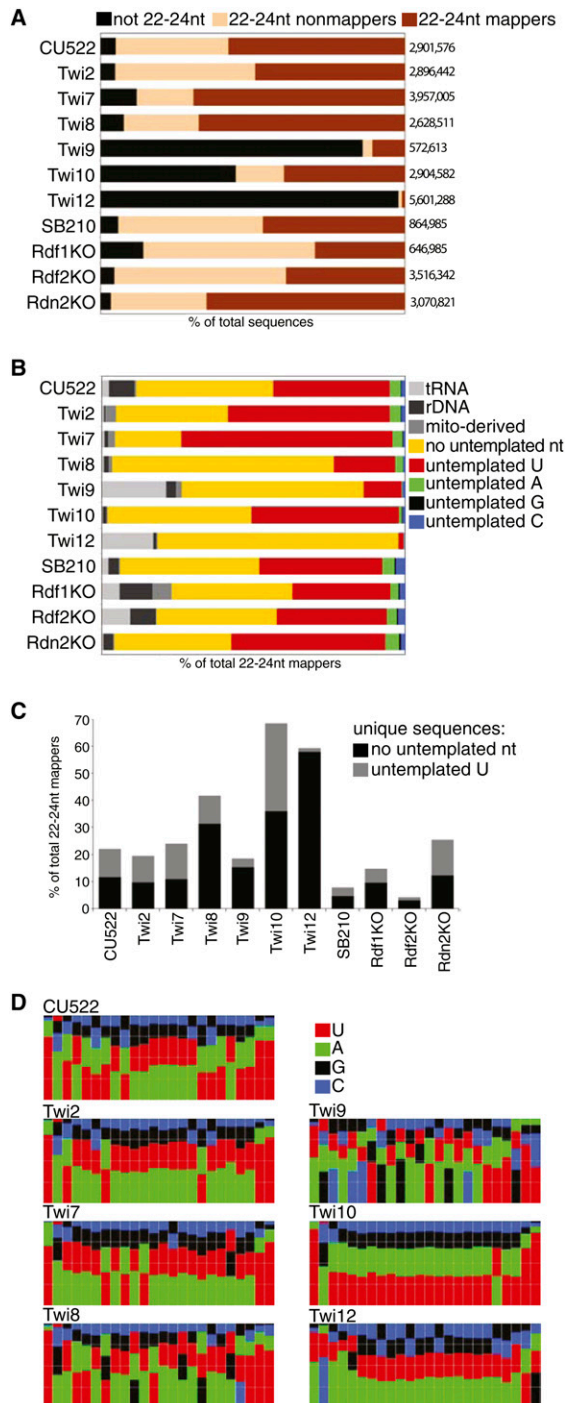 A
not 22-24nt 22-24nt nonmappers 22-24nt mappers
CU522 2,901,576
Twi2 2,896,442
Twi7 3,957,005
Twi8 2,628,511
Twi9 572,613
Twi10 2,904,582
Twi12 5,601,288
SB210 864,985
Rdf1KO 646,985
Rdf2KO 3,516,342
Rdn2KO 3,070,821
% of total sequences
B
CU522
Twi2
Twi7
Twi8
Twi9
Twi10
Twi12
SB210
Rdf1KO
Rdf2KO
Rdn2KO
tRNA
rDNA
mito-derived
no untemplated nt
untemplated U
untemplated A
untemplated G
untemplated C
% of total 22-24nt mappers
C
% of total 22-24nt mappers
70
60
50
40
30
20
10
0
unique sequences:
no untemplated nt
untemplated U
CU522
Twi2
Twi7
Twi8
Twi9
Twi10
Twi12
SB210
Rdf1KO
Rdf2KO
Rdn2KO
D
CU522
U
A
G
C
Twi2
Twi9
Twi7
Twi10
Twi8
Twi12